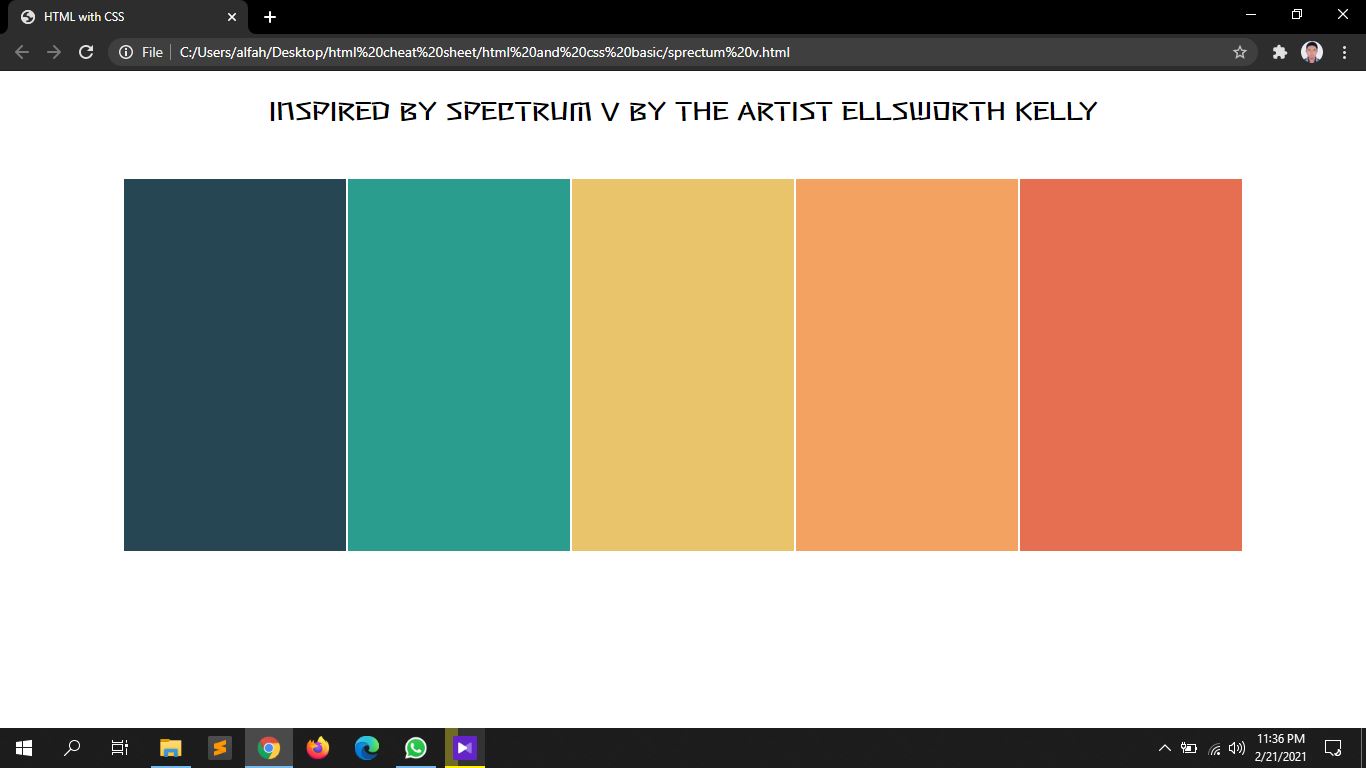 HTML with CSS
File C:/Users/alfah/Desktop/html%20cheat%20sheet/html%20and%20css%20basic/sprectum%20v.html
INSPIRED BY SPECTRUM V BY THE ARTIST ELLSWORTH KELLY
11:36 PM
2/21/2021